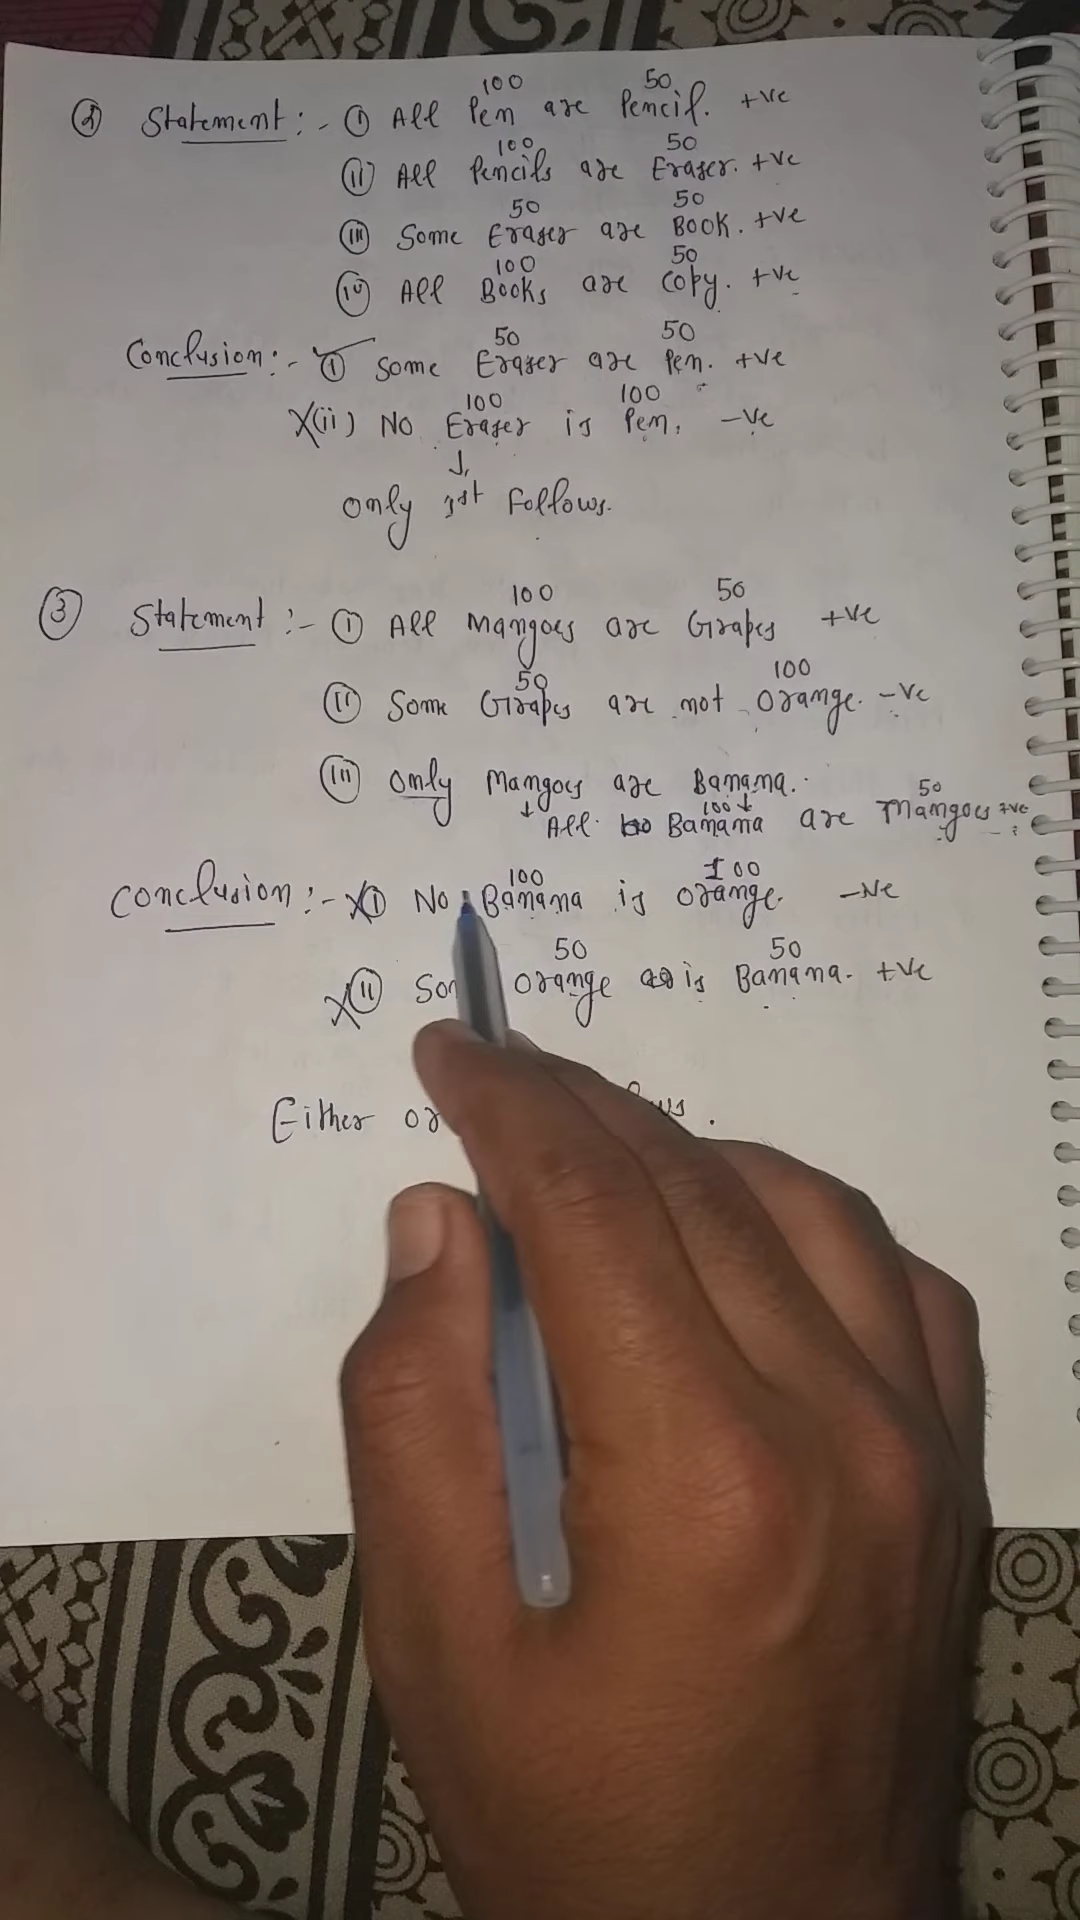 100 50
② Statement :- ① All Pen are Pencil. +ve
100 50
(ii) All Pencils are Eraser. +ve
50 50
(iii) Some Eraser are Book. +ve
100 50
(iv) All Books are Copy. +ve
50 50
Conclusion :- ① Some Eraser are Pen. +ve
100 100
X(ii) No Eraser is Pen. -ve
↓
Only 1st Follows.
100 50
③ Statement :- ① All Mangoes are Grapes +ve
50 100
(ii) Some Grapes are not Orange. -ve
(iii) Only Mangoes are Banana.
↓ 100 ↓ 50
All Banana are Mangoes +ve
100 100
Conclusion :- X① No Banana is Orange. -ve
50 50
X(ii) Orange is Banana. +ve
Either or